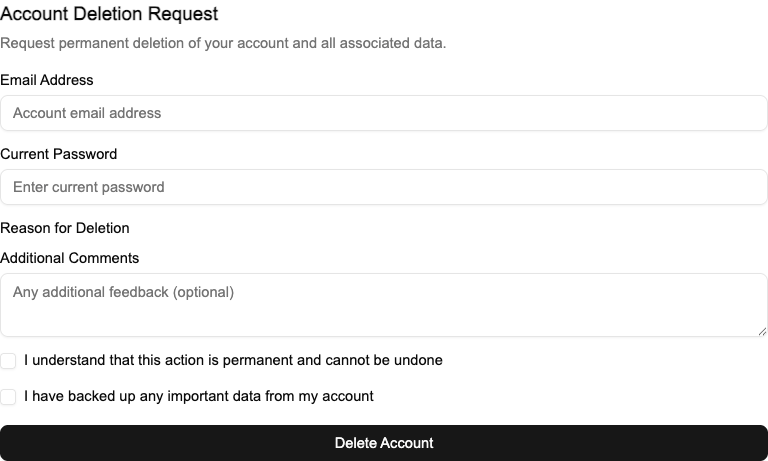 Account Deletion Request
Request permanent deletion of your account and all associated data.
Email Address
Account email address
Current Password
Enter current password
Reason for Deletion
Additional Comments
Any additional feedback (optional)
I understand that this action is permanent and cannot be undone
I have backed up any important data from my account
Delete Account